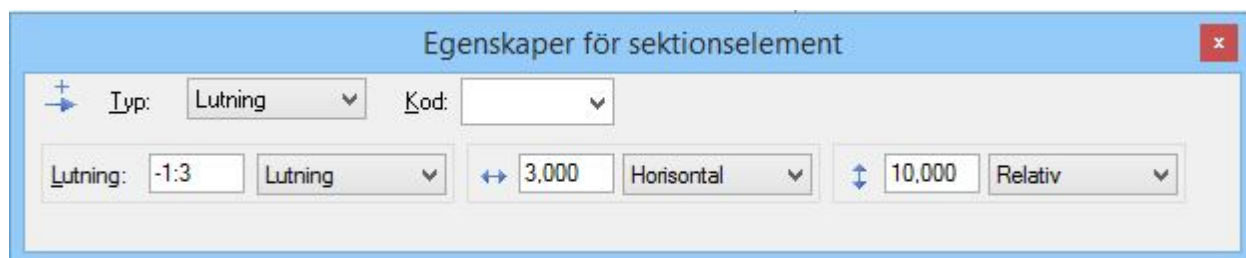 Egenskaper för sektionselement
x
Typ: Lutning Kod:
Lutning: -1:3 Lutning 3,000 Horisontal 10,000 Relativ